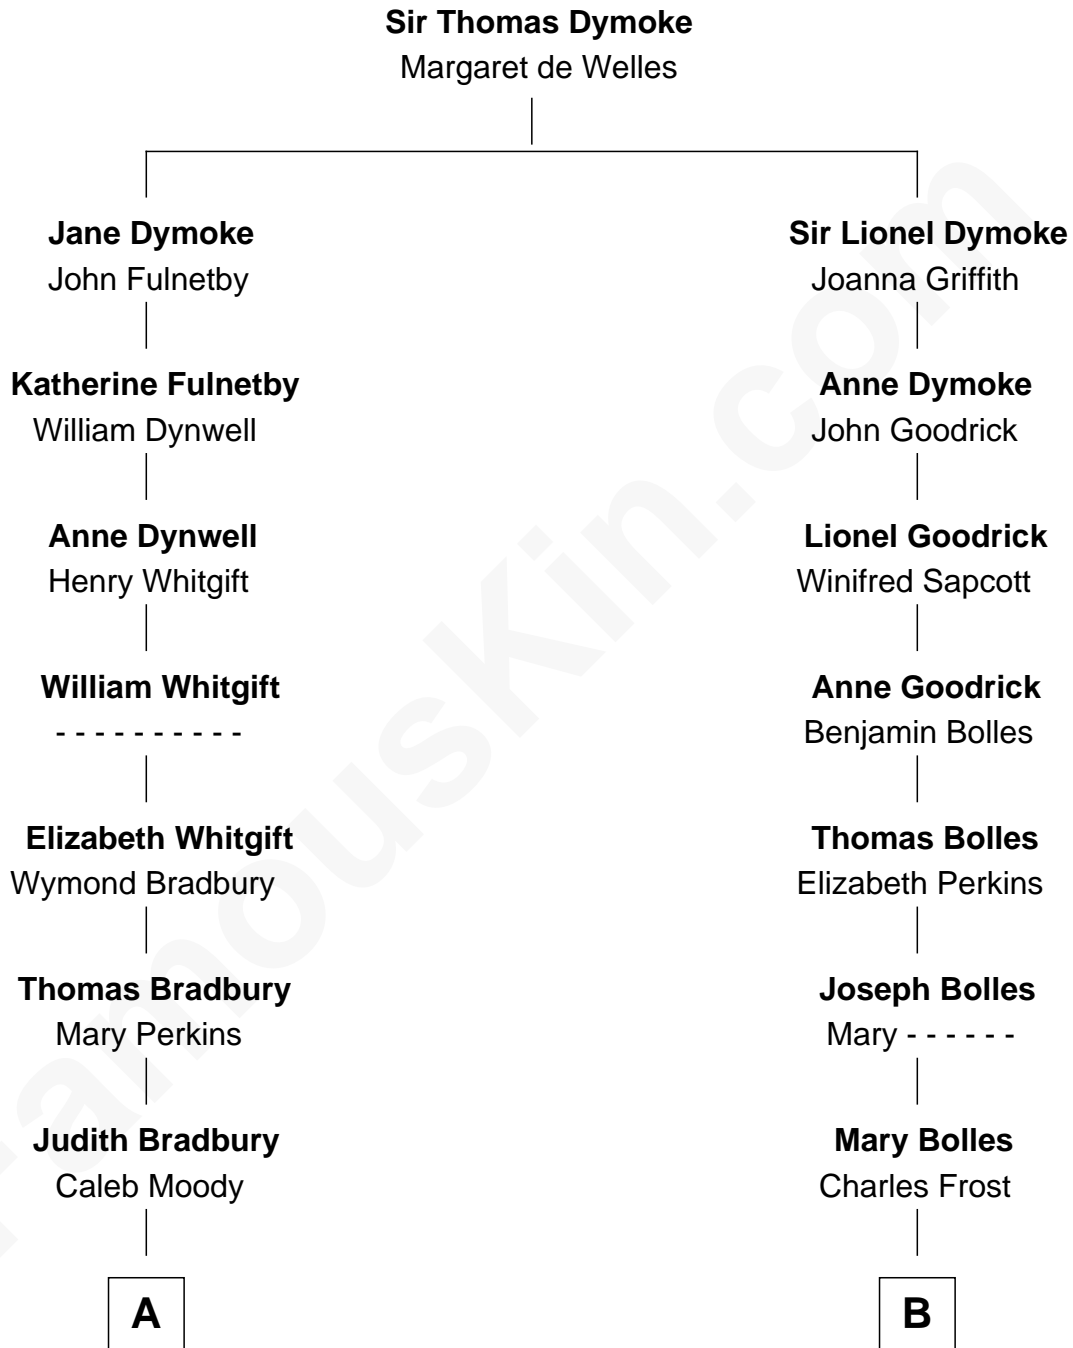 Sir Thomas Dymoke
Margaret de Welles
Jane Dymoke
John Fulnetby
Katherine Fulnetby
William Dynwell
Anne Dynwell
Henry Whitgift
William Whitgift
- - - - - - - - - -
Elizabeth Whitgift
Wymond Bradbury
Thomas Bradbury
Mary Perkins
Judith Bradbury
Caleb Moody
A
Sir Lionel Dymoke
Joanna Griffith
Anne Dymoke
John Goodrick
Lionel Goodrick
Winifred Sapcott
Anne Goodrick
Benjamin Bolles
Thomas Bolles
Elizabeth Perkins
Joseph Bolles
Mary - - - - - -
Mary Bolles
Charles Frost
B
FamousKin.com